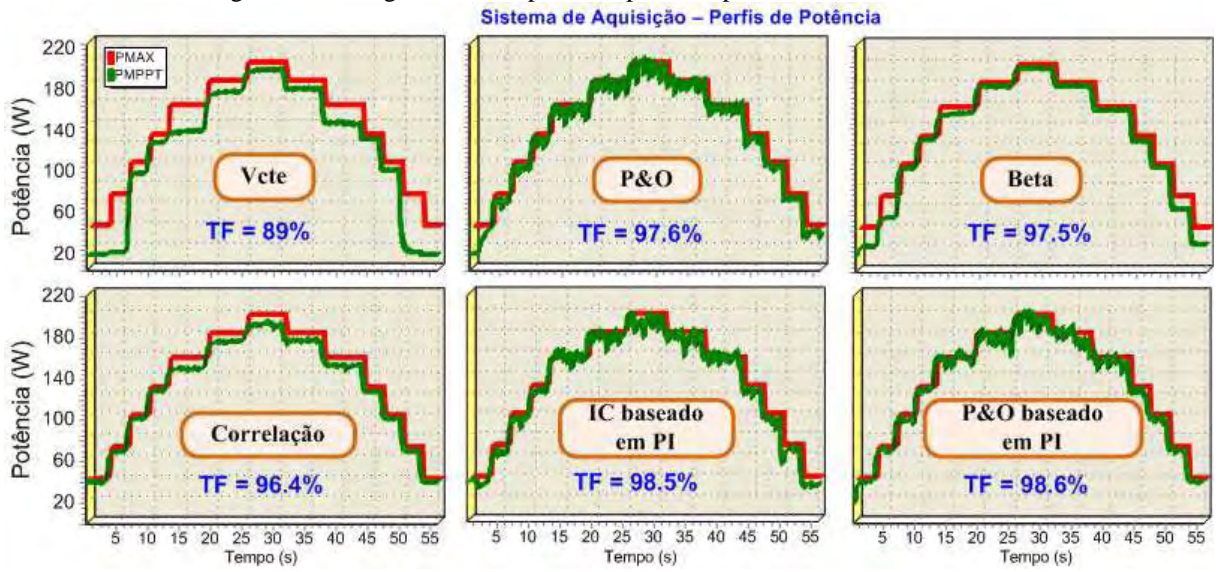 Sistema de Aquisição – Perfis de Potência
Potência (W)
220
180
140
100
60
20
PMAX
PMPPT
Vcte
TF = 89%
P&O
TF = 97.6%
Beta
TF = 97.5%
Potência (W)
220
180
140
100
60
20
Correlação
TF = 96.4%
IC baseado
em PI
TF = 98.5%
P&O baseado
em PI
TF = 98.6%
5 10 15 20 25 30 35 40 45 50 55
Tempo (s)
5 10 15 20 25 30 35 40 45 50 55
Tempo (s)
5 10 15 20 25 30 35 40 45 50 55
Tempo (s)